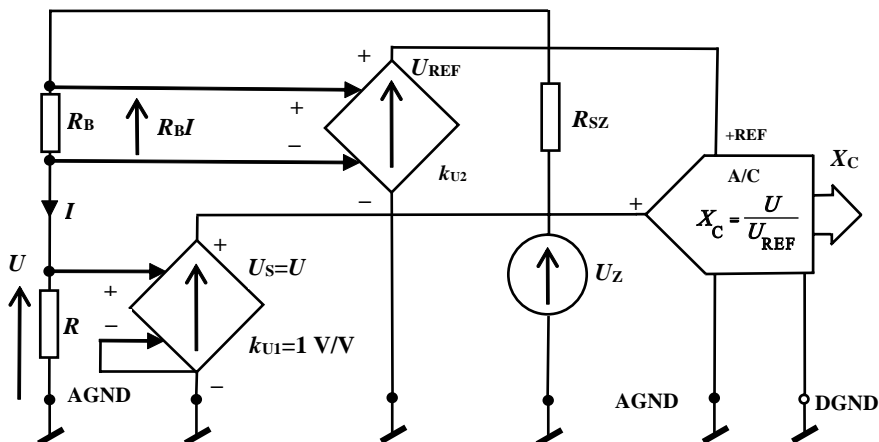 +
U_REF
+
R_B
R_B I
R_SZ
+REF
X_C
−
k_U2
A/C
−
+
X_C = U / U_REF
I
+
U
U_S=U
U_Z
+
−
R
k_U1=1 V/V
AGND
−
AGND
DGND